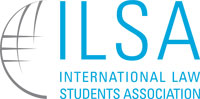 ILSA
INTERNATIONAL LAW
STUDENTS ASSOCIATION